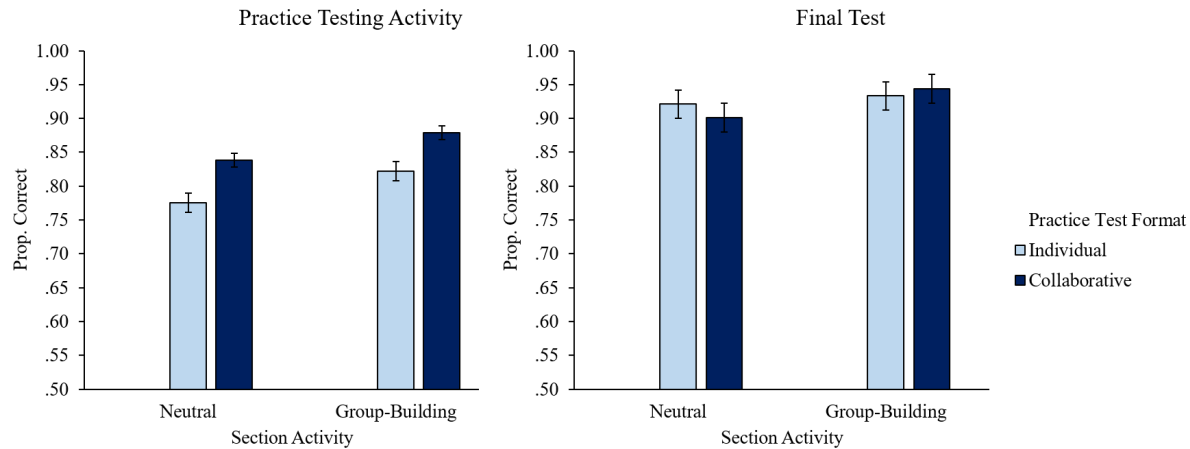 Practice Testing Activity
Prop. Correct
1.00
.95
.90
.85
.80
.75
.70
.65
.60
.55
.50
Neutral
Group-Building
Section Activity
Final Test
Prop. Correct
1.00
.95
.90
.85
.80
.75
.70
.65
.60
.55
.50
Neutral
Group-Building
Section Activity
Practice Test Format
Individual
Collaborative